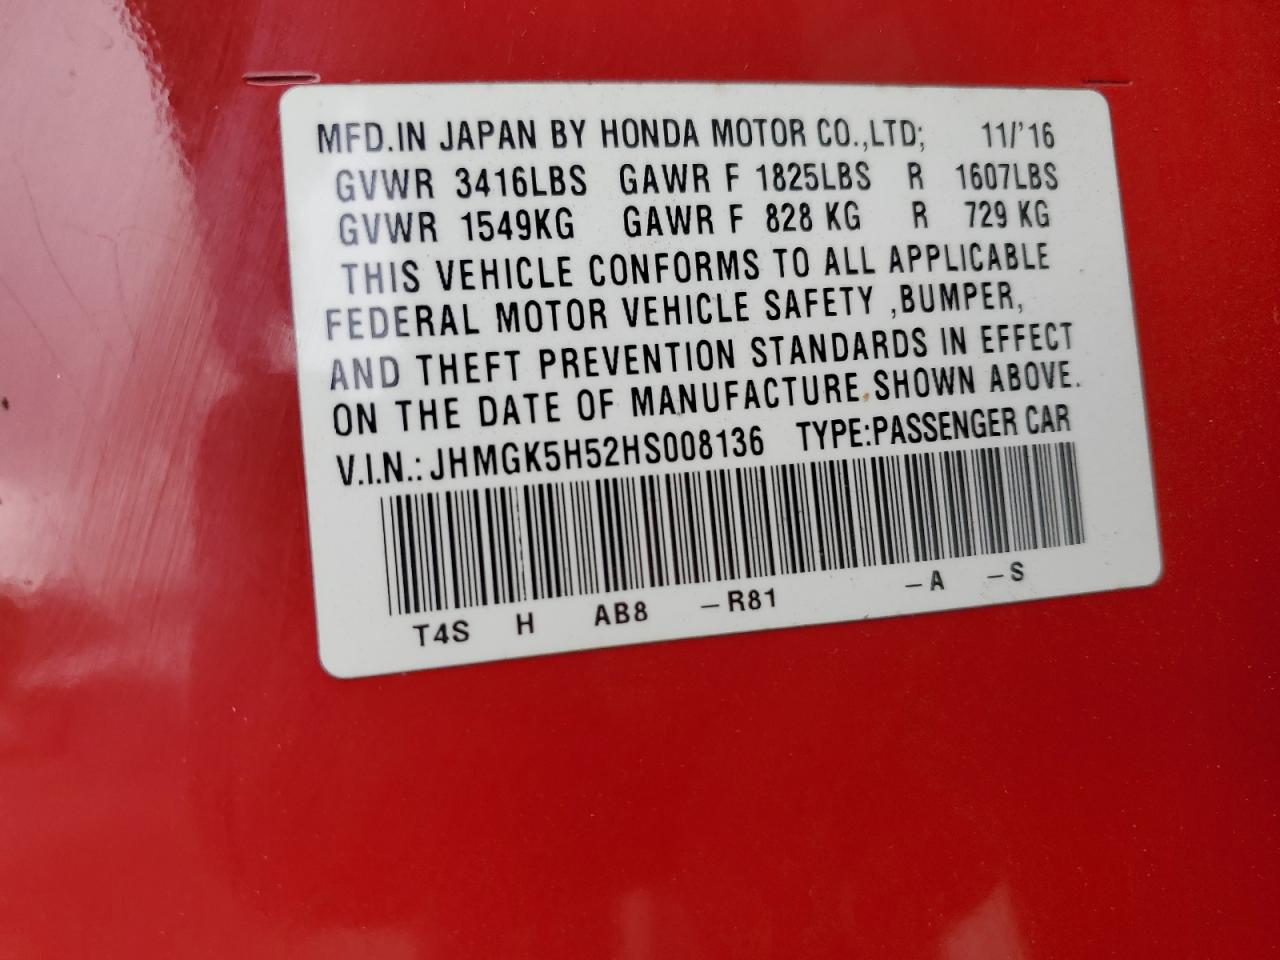 MFD.IN JAPAN BY HONDA MOTOR CO.,LTD; 11/'16
GVWR 3416LBS GAWR F 1825LBS R 1607LBS
GVWR 1549KG GAWR F 828 KG R 729 KG
THIS VEHICLE CONFORMS TO ALL APPLICABLE
FEDERAL MOTOR VEHICLE SAFETY ,BUMPER,
AND THEFT PREVENTION STANDARDS IN EFFECT
ON THE DATE OF MANUFACTURE SHOWN ABOVE.
V.I.N.: JHMGK5H52HS008136 TYPE:PASSENGER CAR
T4S H AB8 –R81 –A –S